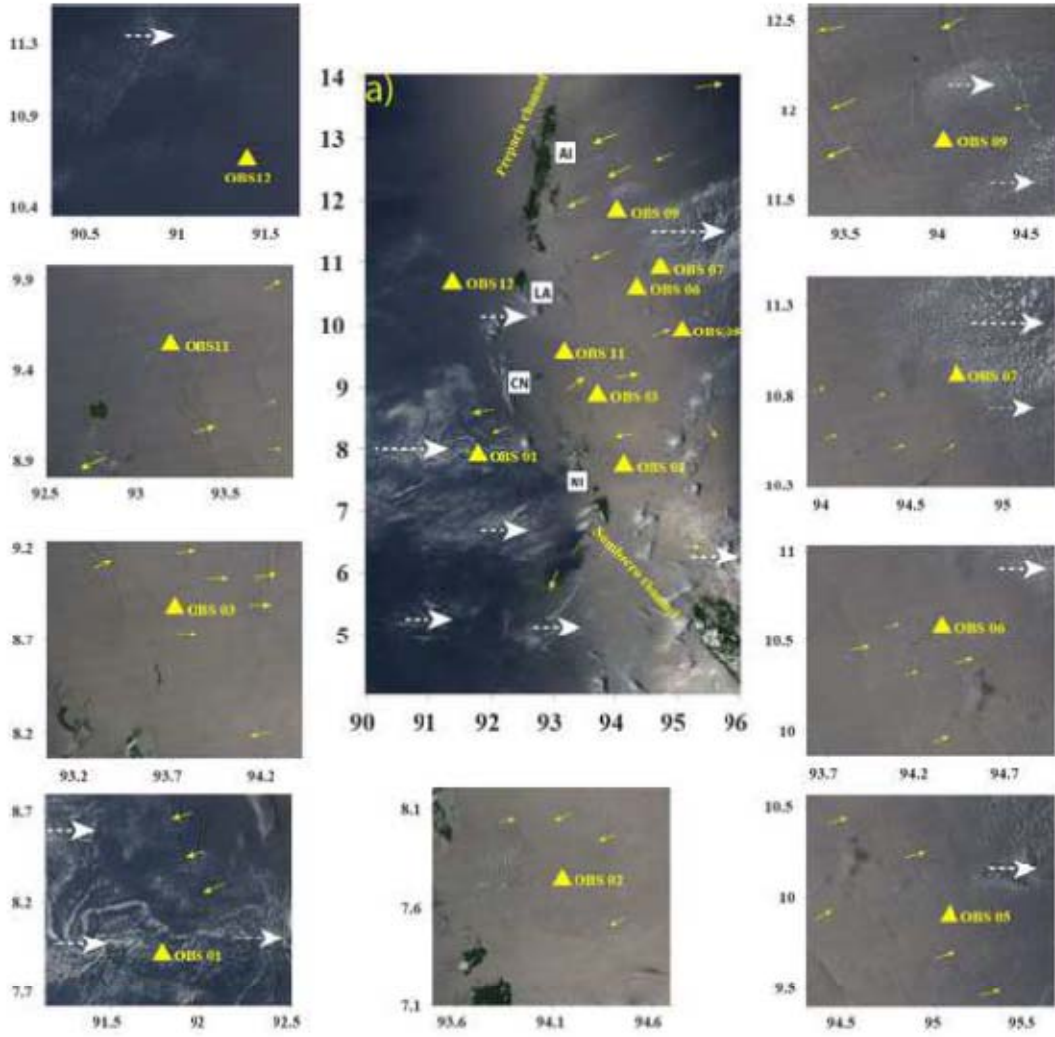 11.3
10.9
10.4
90.5 91 91.5
OBS12
9.9
9.4
8.9
92.5 93 93.5
OBS11
9.2
8.7
8.2
93.2 93.7 94.2
OBS 03
8.7
8.2
7.7
91.5 92 92.5
OBS 01
a)
Preparis channel
14
13
12
11
10
9
8
7
6
5
90 91 92 93 94 95 96
AI
OBS 09
OBS 07
OBS 12
OBS 06
LA
OBS 11
CN
OBS 03
OBS 01
NI
Sombrero channel
8.1
7.6
7.1
93.6 94.1 94.6
OBS 02
12.5
12
11.5
93.5 94 94.5
OBS 09
11.3
10.8
10.3
94 94.5 95
OBS 07
11
10.5
10
93.7 94.2 94.7
OBS 06
10.5
10
9.5
94.5 95 95.5
OBS 05